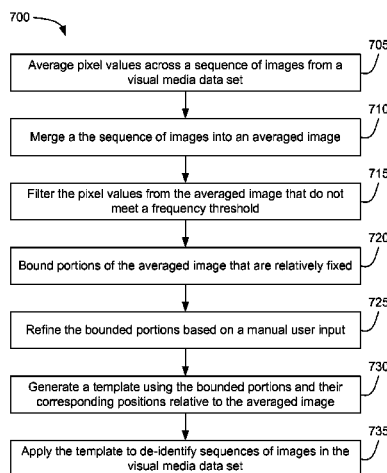 700
705
Average pixel values across a sequence of images from a
visual media data set
710
Merge a the sequence of images into an averaged image
715
Filter the pixel values from the averaged image that do not
meet a frequency threshold
720
Bound portions of the averaged image that are relatively fixed
725
Refine the bounded portions based on a manual user input
730
Generate a template using the bounded portions and their
corresponding positions relative to the averaged image
735
Apply the template to de-identify sequences of images in the
visual media data set